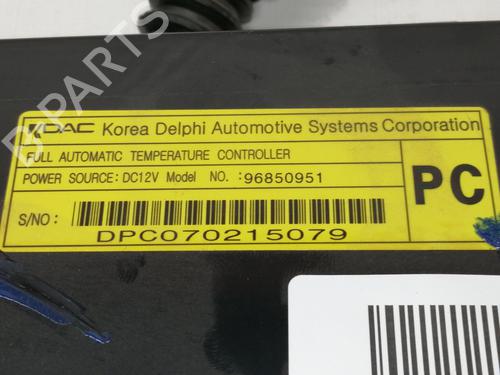 KDAC Korea Delphi Automotive Systems Corporation
FULL AUTOMATIC TEMPERATURE CONTROLLER
POWER SOURCE: DC12V Model NO. :96850951
PC
S/NO :
DPC070215079
B-PARTS